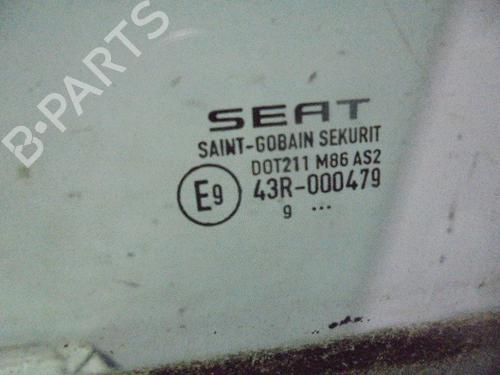 B-PARTS
SEAT
SAINT-GOBAIN SEKURIT
DOT211 M86 AS2
E9 43R-000479
9 ...